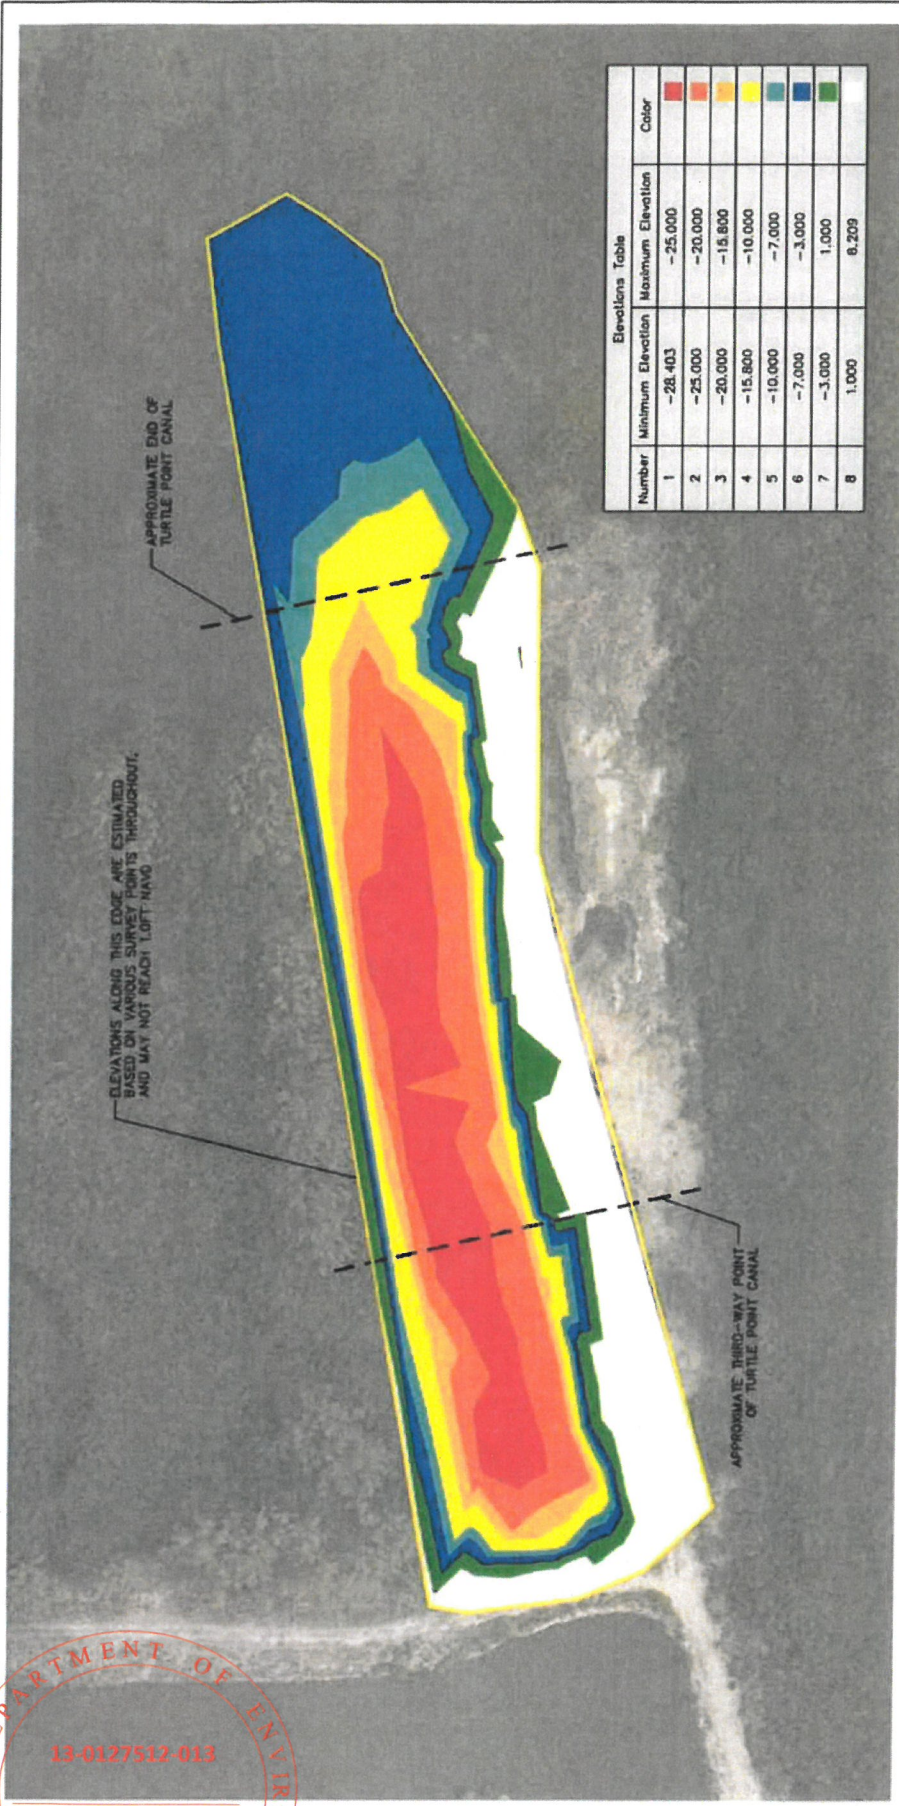 APPROXIMATE END OF
TURTLE POINT CANAL
ELEVATIONS ALONG THIS EDGE ARE ESTIMATED
BASED ON VARIOUS SURVEY POINTS THROUGHOUT,
AND MAY NOT REACH 1.0FT NAVD
APPROXIMATE THIRD-WAY POINT
OF TURTLE POINT CANAL
Elevations Table
Number Minimum Elevation Maximum Elevation Color
1 -28.403 -25.000
2 -25.000 -20.000
3 -20.000 -15.800
4 -15.800 -10.000
5 -10.000 -7.000
6 -7.000 -3.000
7 -3.000 1.000
8 1.000 8.209
PARTMENT OF ENVIR
13-0127512-013